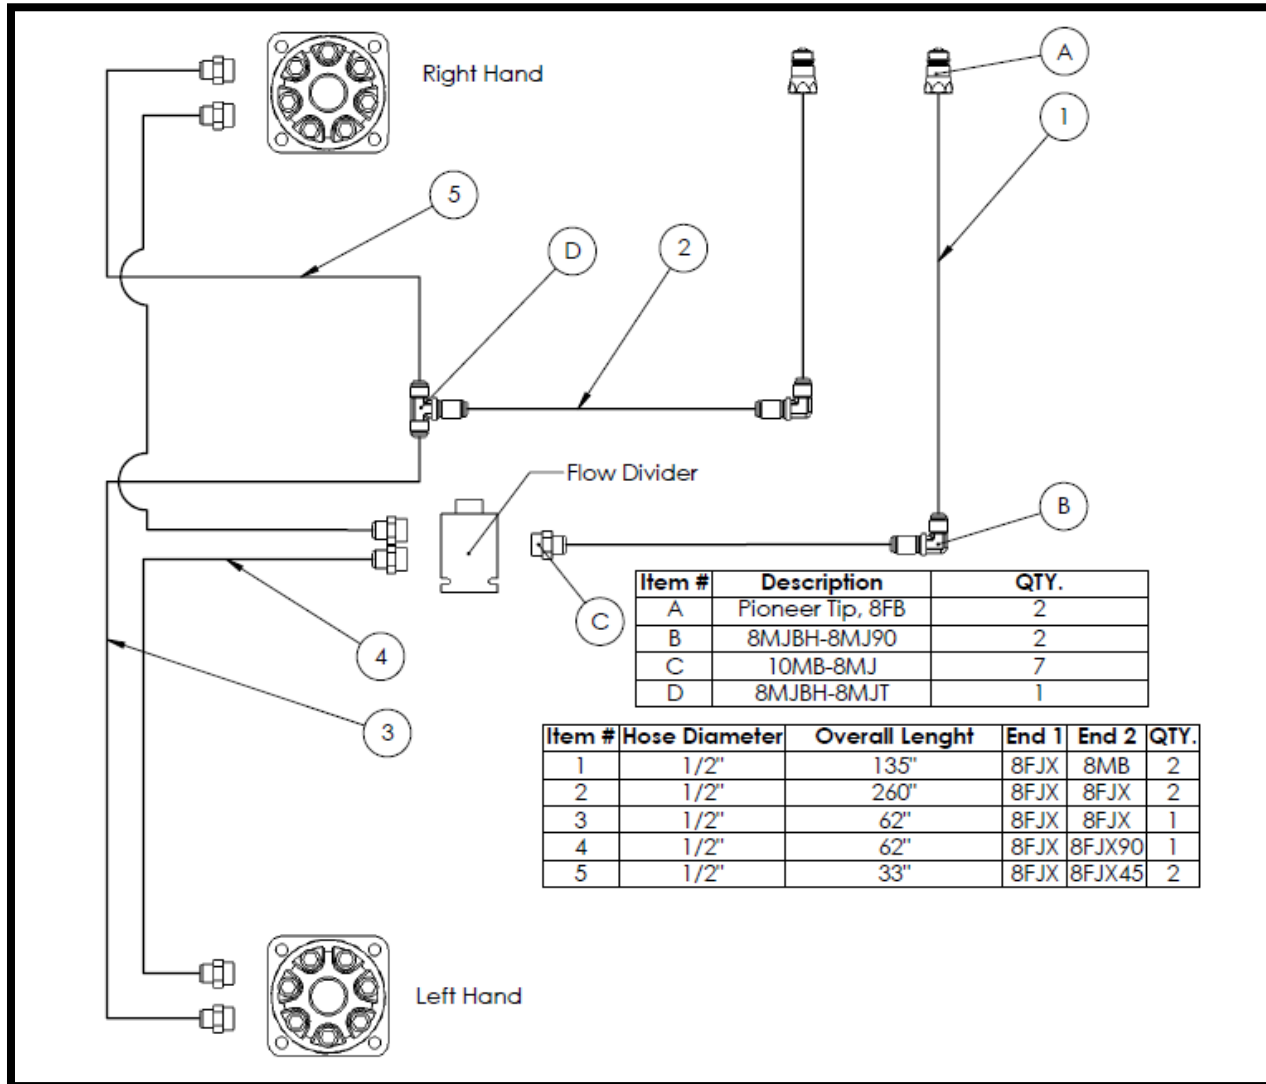 Right Hand
A
1
5
D
2
Flow Divider
B
C
4
3
Item # Description QTY.
A Pioneer Tip, 8FB 2
B 8MJBH-8MJ90 2
C 10MB-8MJ 7
D 8MJBH-8MJT 1
Item # Hose Diameter Overall Lenght End 1 End 2 QTY.
1 1/2" 135" 8FJX 8MB 2
2 1/2" 260" 8FJX 8FJX 2
3 1/2" 62" 8FJX 8FJX 1
4 1/2" 62" 8FJX 8FJX90 1
5 1/2" 33" 8FJX 8FJX45 2
Left Hand